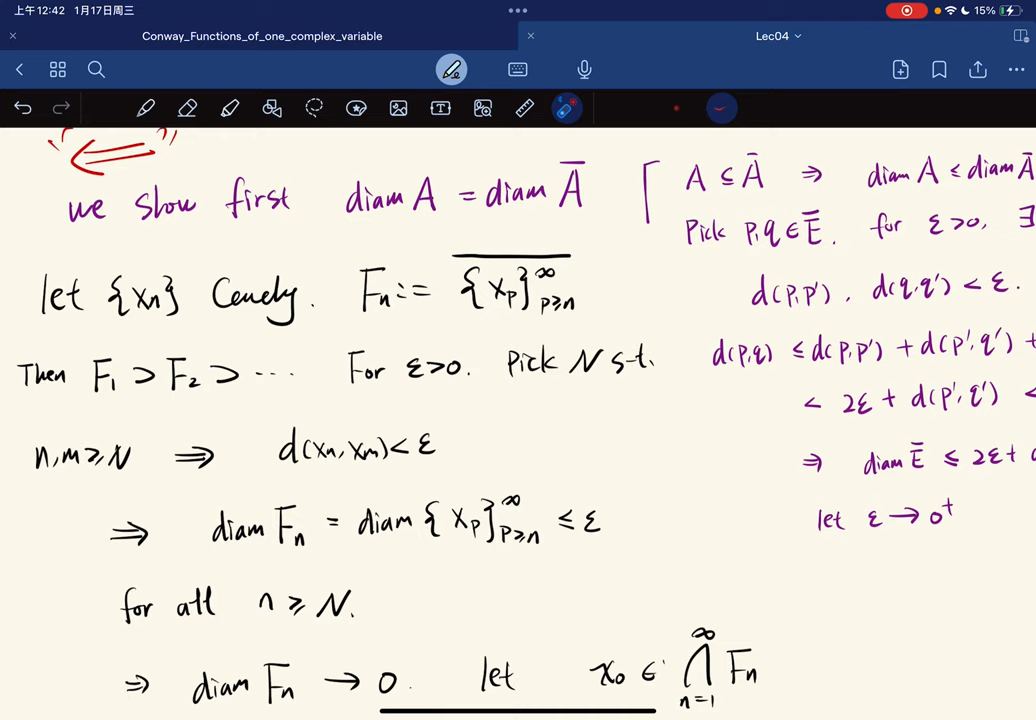 上午12:42 1月17日周三
15%
Conway_Functions_of_one_complex_variable
Lec04
" ⇐ "
we show first diam A = diam Ā
let {xn} Cauchy. Fn := \overline{{xp}_{p≥n}^∞}
Then F₁ ⊃ F₂ ⊃ ··· For ε>0. Pick N s.t.
n,m ≥ N ⇒ d(xn, xm) < ε
⇒ diam Fn = diam {xp}_{p≥n}^∞ ≤ ε
for all n ≥ N.
⇒ diam Fn → 0. let x₀ ∈ ⋂_{n=1}^∞ Fn
[ A ⊆ Ā ⇒ diam A ≤ diam Ā
Pick p,q ∈ Ē. for ε>0, ∃
d(p,p'), d(q,q') < ε.
d(p,q) ≤ d(p,p') + d(p',q') +
< 2ε + d(p',q') <
⇒ diam Ē ≤ 2ε +
let ε → 0⁺